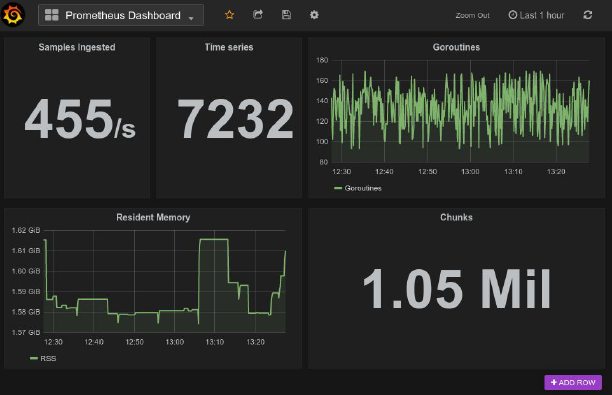 Prometheus Dashboard
Zoom Out
Last 1 hour
Samples Ingested
455/s
Time series
7232
Goroutines
180
160
140
120
100
80
12:30 12:40 12:50 13:00 13:10 13:20
Goroutines
Resident Memory
1.62 GiB
1.61 GiB
1.60 GiB
1.59 GiB
1.58 GiB
1.57 GiB
12:30 12:40 12:50 13:00 13:10 13:20
RSS
Chunks
1.05 Mil
+ ADD ROW